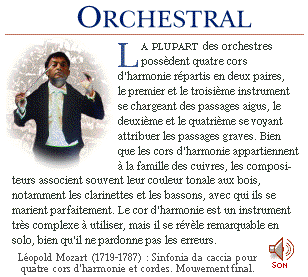 ORCHESTRAL
LA PLUPART des orchestres
possèdent quatre cors
d'harmonie répartis en deux paires,
le premier et le troisième instrument
se chargeant des passages aigus, le
deuxième et le quatrième se voyant
attribuer les passages graves. Bien
que les cors d'harmonie appartiennent
à la famille des cuivres, les composi-
teurs associent souvent leur couleur tonale aux bois,
notamment les clarinettes et les bassons, avec qui ils se
marient parfaitement. Le cor d'harmonie est un instrument
très complexe à utiliser, mais il se révèle remarquable en
solo, bien qu'il ne pardonne pas les erreurs.
Léopold Mozart (1719-1787) : Sinfonia da caccia pour
quatre cors d'harmonie et cordes. Mouvement final.
SON